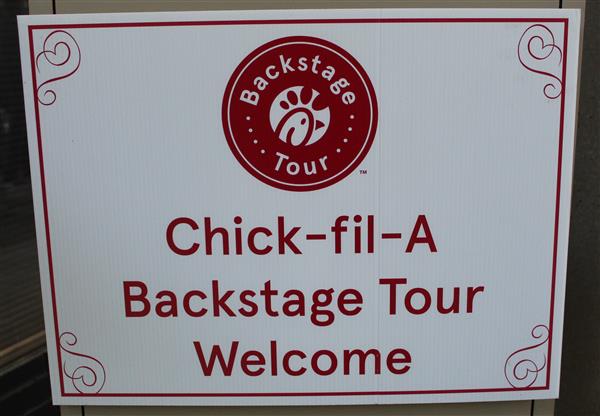 Backstage
Tour
TM
Chick-fil-A
Backstage Tour
Welcome